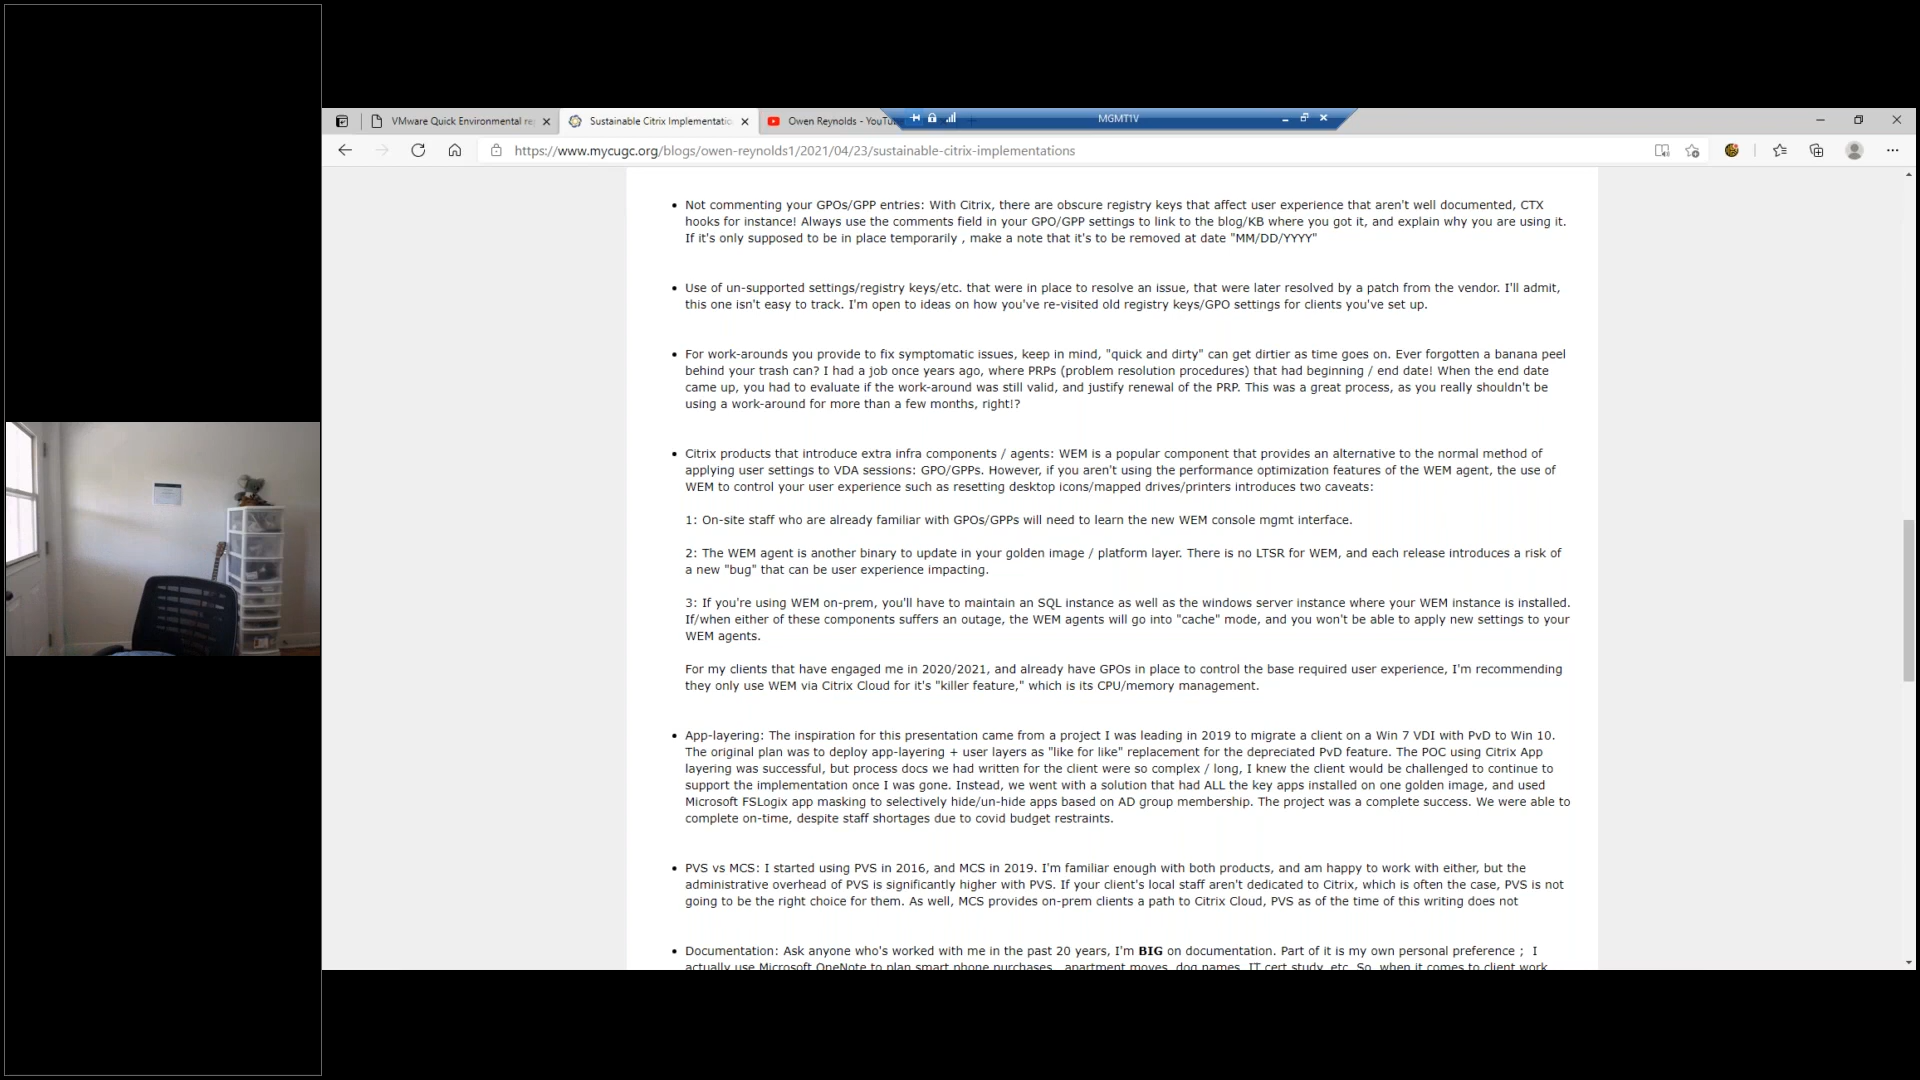 VMware Quick Environmental re
Sustainable Citrix Implementatio
Owen Reynolds - YouTu
MGMT1V
https://www.mycugc.org/blogs/owen-reynolds1/2021/04/23/sustainable-citrix-implementations
• Not commenting your GPOs/GPP entries: With Citrix, there are obscure registry keys that affect user experience that aren't well documented, CTX
hooks for instance! Always use the comments field in your GPO/GPP settings to link to the blog/KB where you got it, and explain why you are using it.
If it's only supposed to be in place temporarily , make a note that it's to be removed at date "MM/DD/YYYY"
• Use of un-supported settings/registry keys/etc. that were in place to resolve an issue, that were later resolved by a patch from the vendor. I'll admit,
this one isn't easy to track. I'm open to ideas on how you've re-visited old registry keys/GPO settings for clients you've set up.
• For work-arounds you provide to fix symptomatic issues, keep in mind, "quick and dirty" can get dirtier as time goes on. Ever forgotten a banana peel
behind your trash can? I had a job once years ago, where PRPs (problem resolution procedures) that had beginning / end date! When the end date
came up, you had to evaluate if the work-around was still valid, and justify renewal of the PRP. This was a great process, as you really shouldn't be
using a work-around for more than a few months, right!?
• Citrix products that introduce extra infra components / agents: WEM is a popular component that provides an alternative to the normal method of
applying user settings to VDA sessions: GPO/GPPs. However, if you aren't using the performance optimization features of the WEM agent, the use of
WEM to control your user experience such as resetting desktop icons/mapped drives/printers introduces two caveats:
1: On-site staff who are already familiar with GPOs/GPPs will need to learn the new WEM console mgmt interface.
2: The WEM agent is another binary to update in your golden image / platform layer. There is no LTSR for WEM, and each release introduces a risk of
a new "bug" that can be user experience impacting.
3: If you're using WEM on-prem, you'll have to maintain an SQL instance as well as the windows server instance where your WEM instance is installed.
If/when either of these components suffers an outage, the WEM agents will go into "cache" mode, and you won't be able to apply new settings to your
WEM agents.
For my clients that have engaged me in 2020/2021, and already have GPOs in place to control the base required user experience, I'm recommending
they only use WEM via Citrix Cloud for it's "killer feature," which is its CPU/memory management.
• App-layering: The inspiration for this presentation came from a project I was leading in 2019 to migrate a client on a Win 7 VDI with PvD to Win 10.
The original plan was to deploy app-layering + user layers as "like for like" replacement for the depreciated PvD feature. The POC using Citrix App
layering was successful, but process docs we had written for the client were so complex / long, I knew the client would be challenged to continue to
support the implementation once I was gone. Instead, we went with a solution that had ALL the key apps installed on one golden image, and used
Microsoft FSLogix app masking to selectively hide/un-hide apps based on AD group membership. The project was a complete success. We were able to
complete on-time, despite staff shortages due to covid budget restraints.
• PVS vs MCS: I started using PVS in 2016, and MCS in 2019. I'm familiar enough with both products, and am happy to work with either, but the
administrative overhead of PVS is significantly higher with PVS. If your client's local staff aren't dedicated to Citrix, which is often the case, PVS is not
going to be the right choice for them. As well, MCS provides on-prem clients a path to Citrix Cloud, PVS as of the time of this writing does not
• Documentation: Ask anyone who's worked with me in the past 20 years, I'm BIG on documentation. Part of it is my own personal preference ; I
actually use Microsoft OneNote to plan smart phone purchases, apartment moves, dog names, IT cert study, etc. So, when it comes to client work